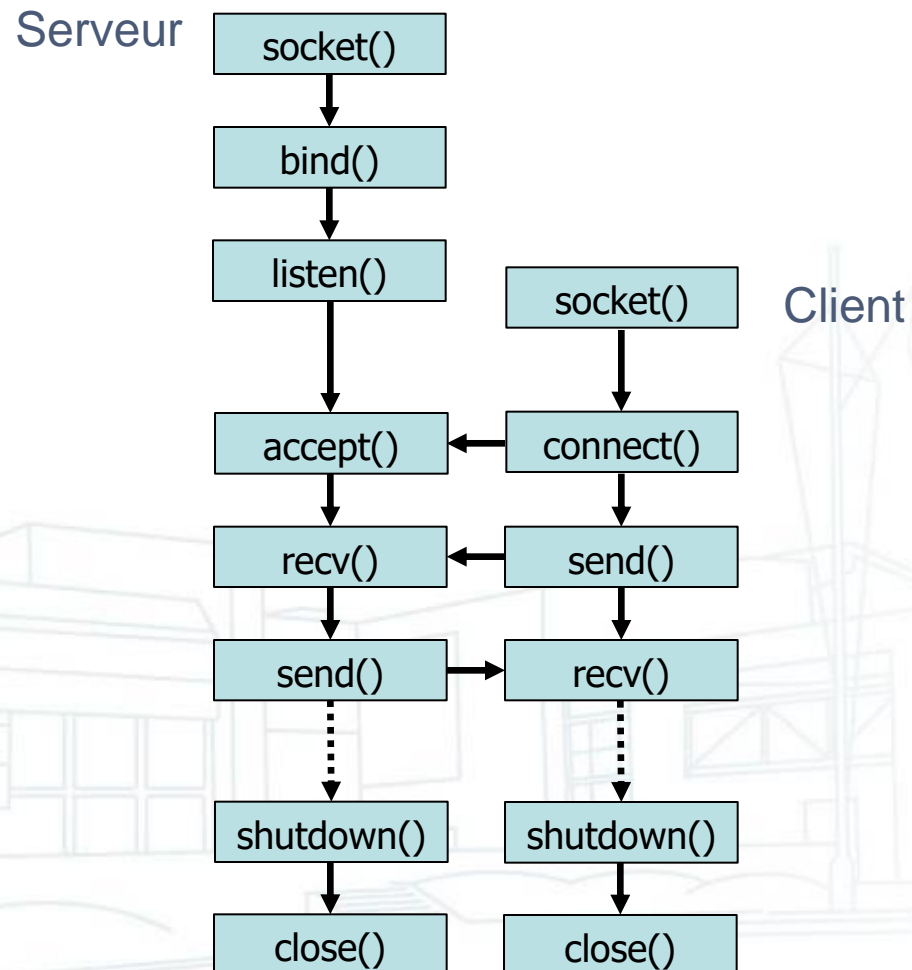 Serveur
socket()
bind()
listen()
socket()
Client
accept()
connect()
recv()
send()
send()
recv()
shutdown()
shutdown()
close()
close()